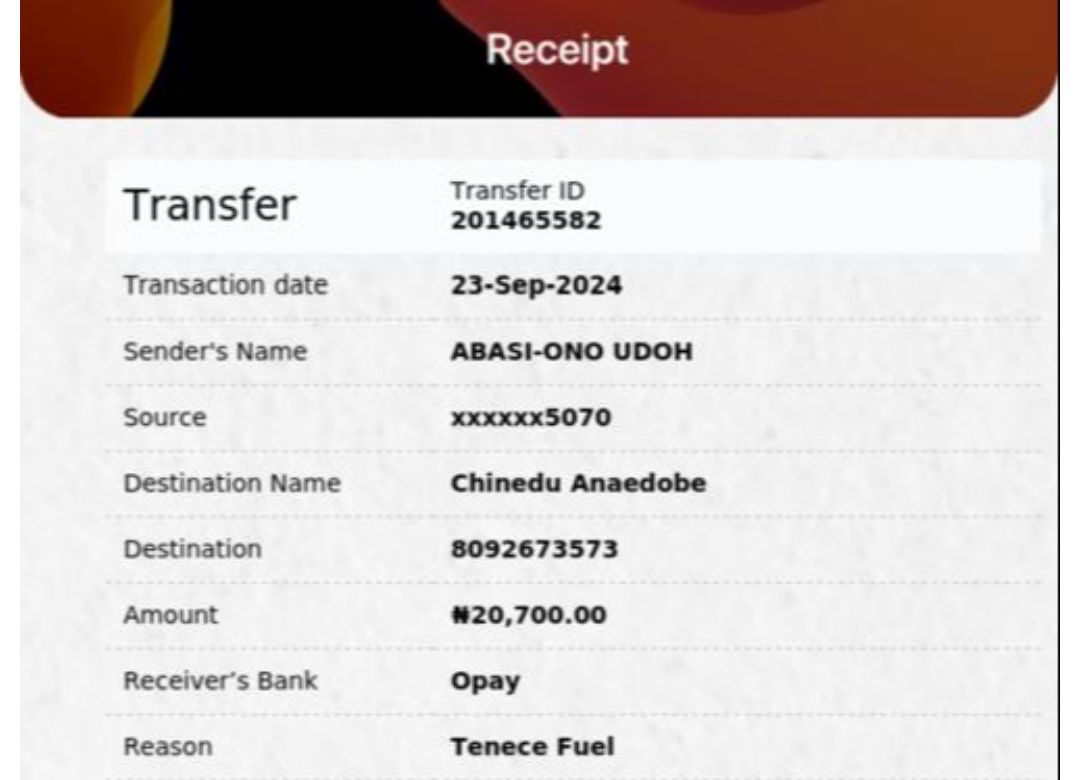 Receipt
Transfer
Transfer ID
201465582
Transaction date 23-Sep-2024
Sender's Name ABASI-ONO UDOH
Source xxxxxx5070
Destination Name Chinedu Anaedobe
Destination 8092673573
Amount ₦20,700.00
Receiver’s Bank Opay
Reason Tenece Fuel